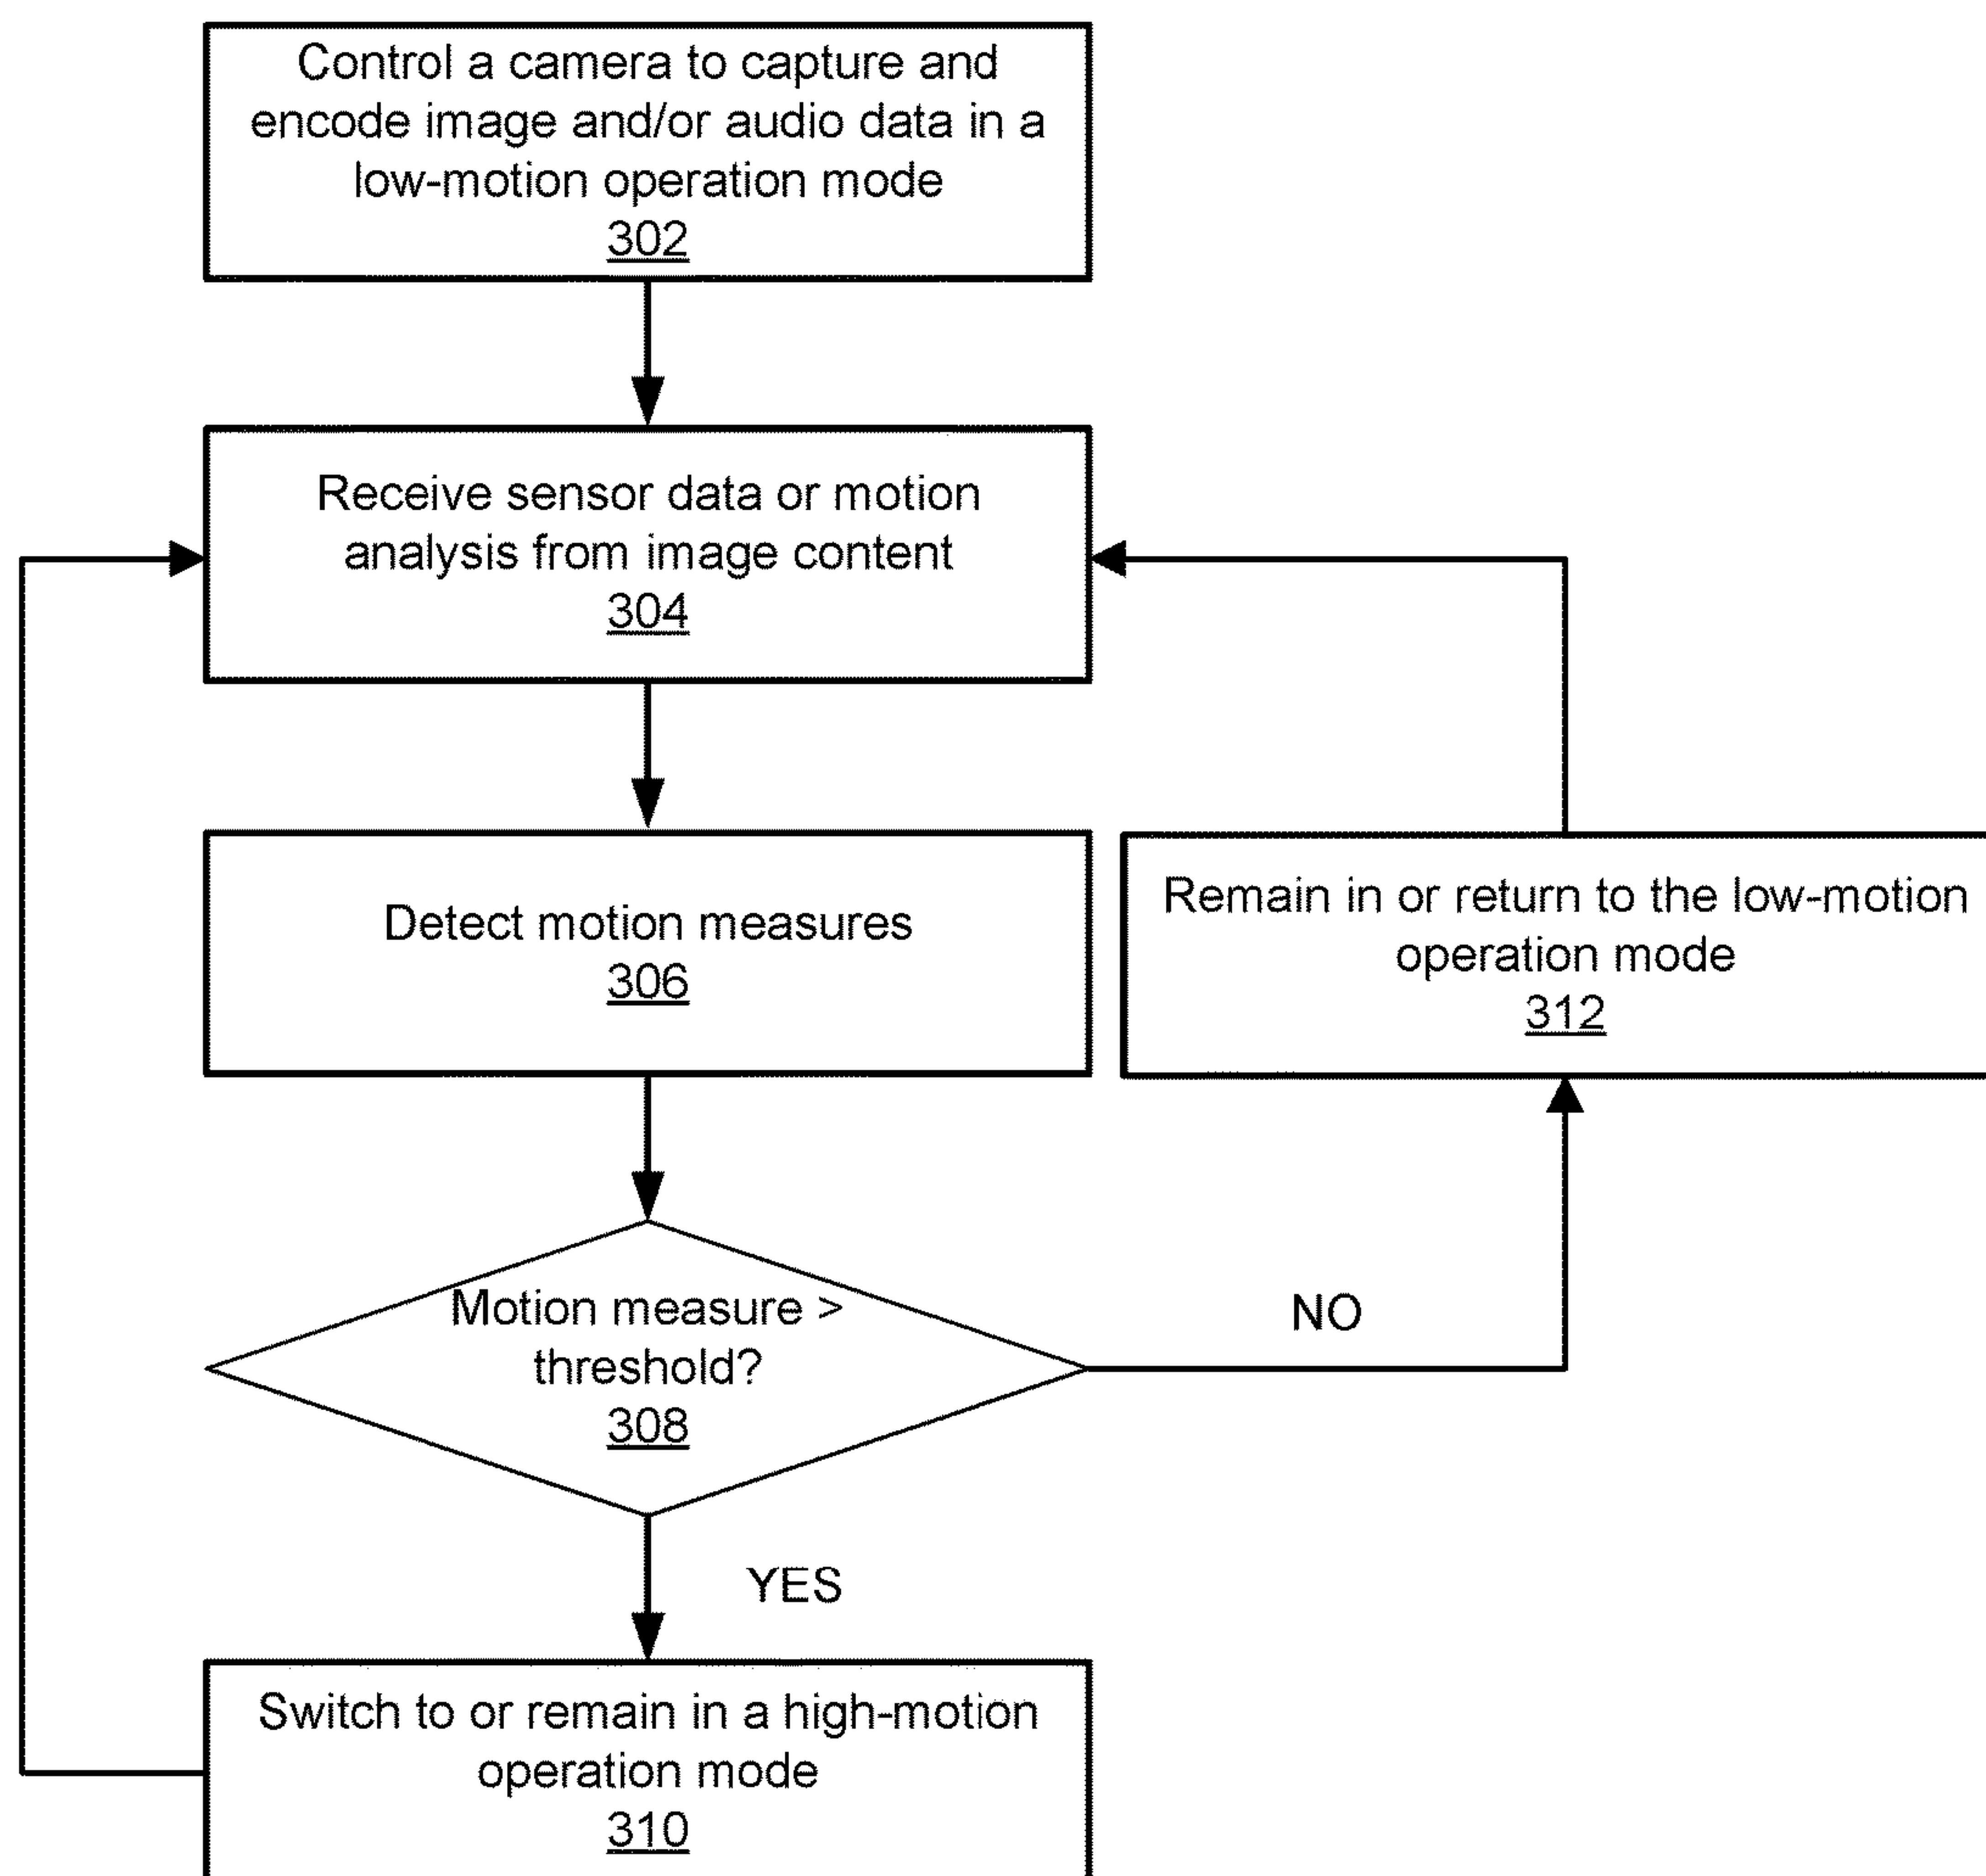 Control a camera to capture and
encode image and/or audio data in a
low-motion operation mode
302
Receive sensor data or motion
analysis from image content
304
Detect motion measures
306
Remain in or return to the low-motion
operation mode
312
Motion measure >
threshold?
308
NO
YES
Switch to or remain in a high-motion
operation mode
310